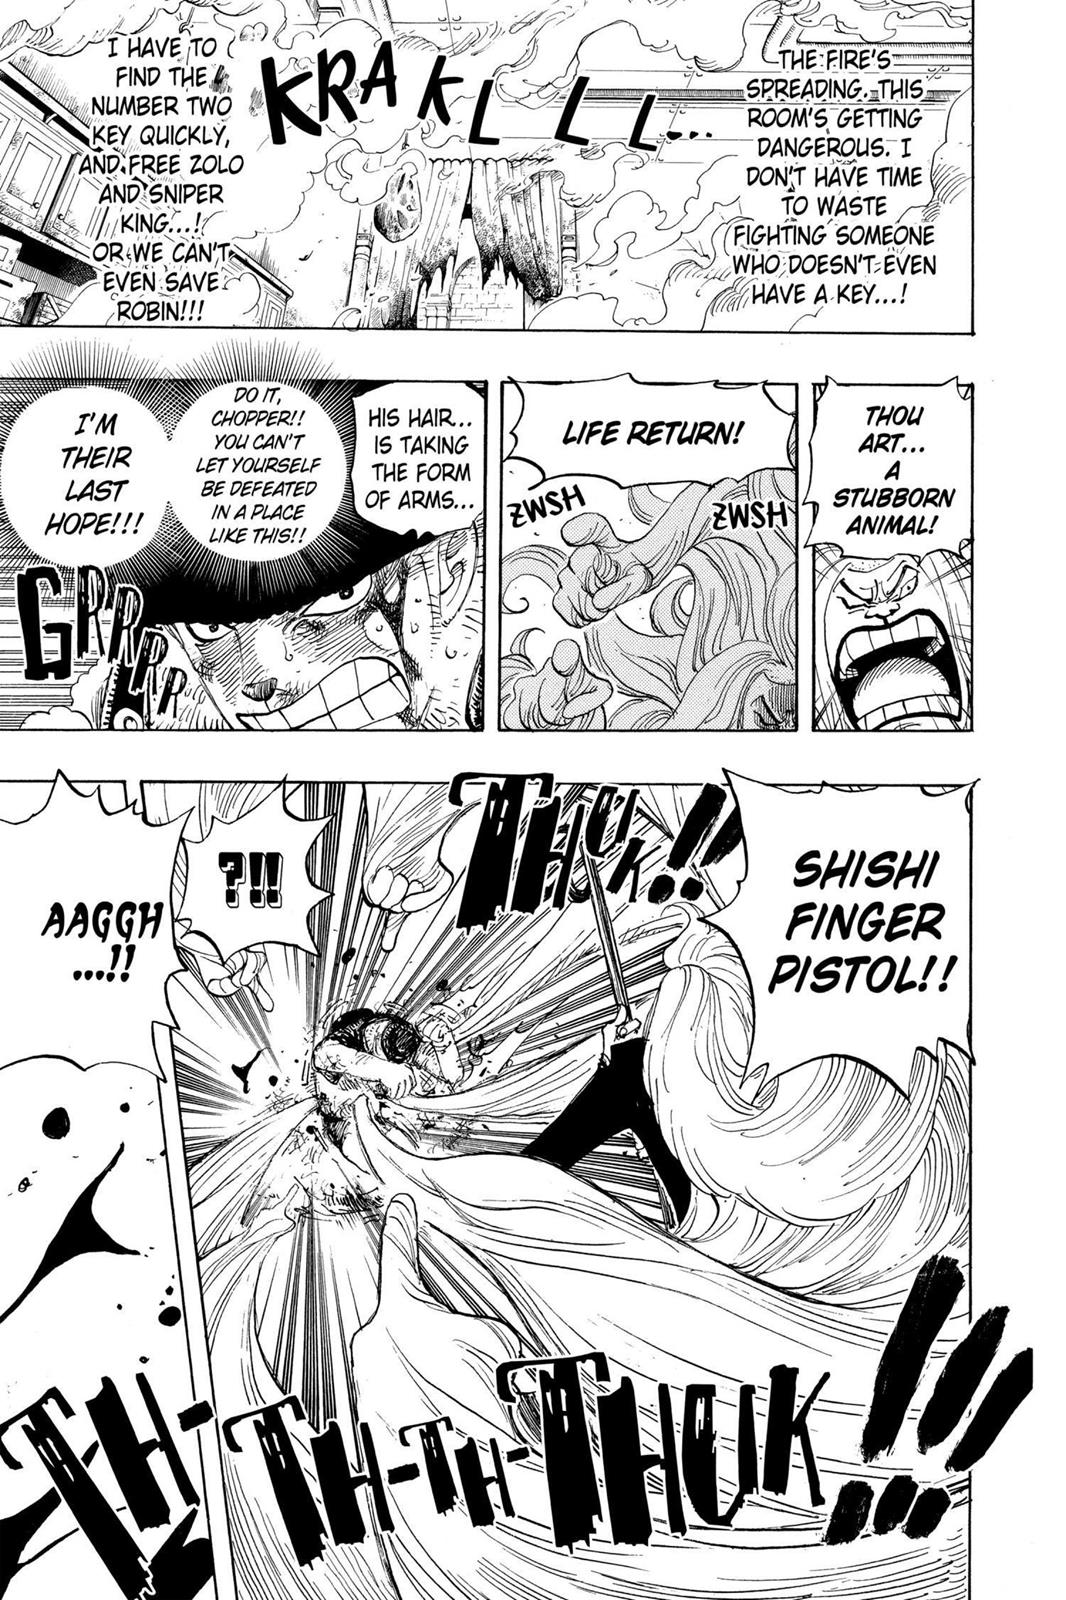 THE FIRE'S
SPREADING. THIS
ROOM'S GETTING
DANGEROUS. I
DON'T HAVE TIME
TO WASTE
FIGHTING SOMEONE
WHO DOESN'T EVEN
HAVE A KEY...!
KRAKLLLL...
I HAVE TO
FIND THE
NUMBER TWO
KEY QUICKLY,
AND FREE ZOLO
AND SNIPER
KING...!
OR WE CAN'T
EVEN SAVE
ROBIN!!!
THOU
ART...
A
STUBBORN
ANIMAL!
LIFE RETURN!
ZWSH
ZWSH
HIS HAIR...
IS TAKING
THE FORM
OF ARMS...
DO IT,
CHOPPER!!
YOU CAN'T
LET YOURSELF
BE DEFEATED
IN A PLACE
LIKE THIS!!
I'M
THEIR
LAST
HOPE!!!
GRRRRR
SHISHI
FINGER
PISTOL!!
THUK!!
?!!
AAGGH
...!!
TH-TH-TH-TH-THUK!!!